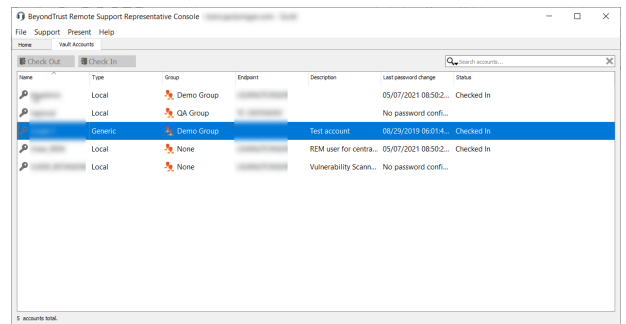 BeyondTrust Remote Support Representative Console
File Support Present Help
Home Vault Accounts
Check Out Check In Search accounts...
Name Type Group Endpoint Description Last password change Status
Local Demo Group 05/07/2021 08:50:2... Checked In
Local QA Group No password confi...
Generic Demo Group Test account 08/29/2019 06:01:4... Checked In
Local None REM user for centra... 05/07/2021 08:50:2... Checked In
Local None Vulnerability Scann... No password confi...
5 accounts total.